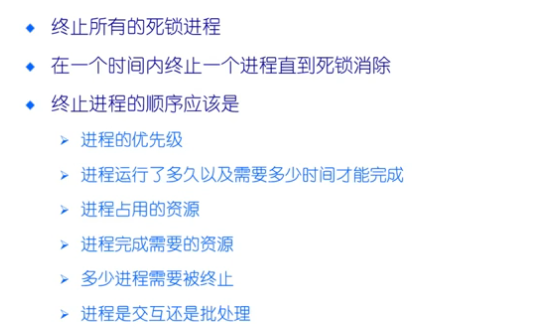 终止所有的死锁进程
在一个时间内终止一个进程直到死锁消除
终止进程的顺序应该是
进程的优先级
进程运行了多久以及需要多少时间才能完成
进程占用的资源
进程完成需要的资源
多少进程需要被终止
进程是交互还是批处理